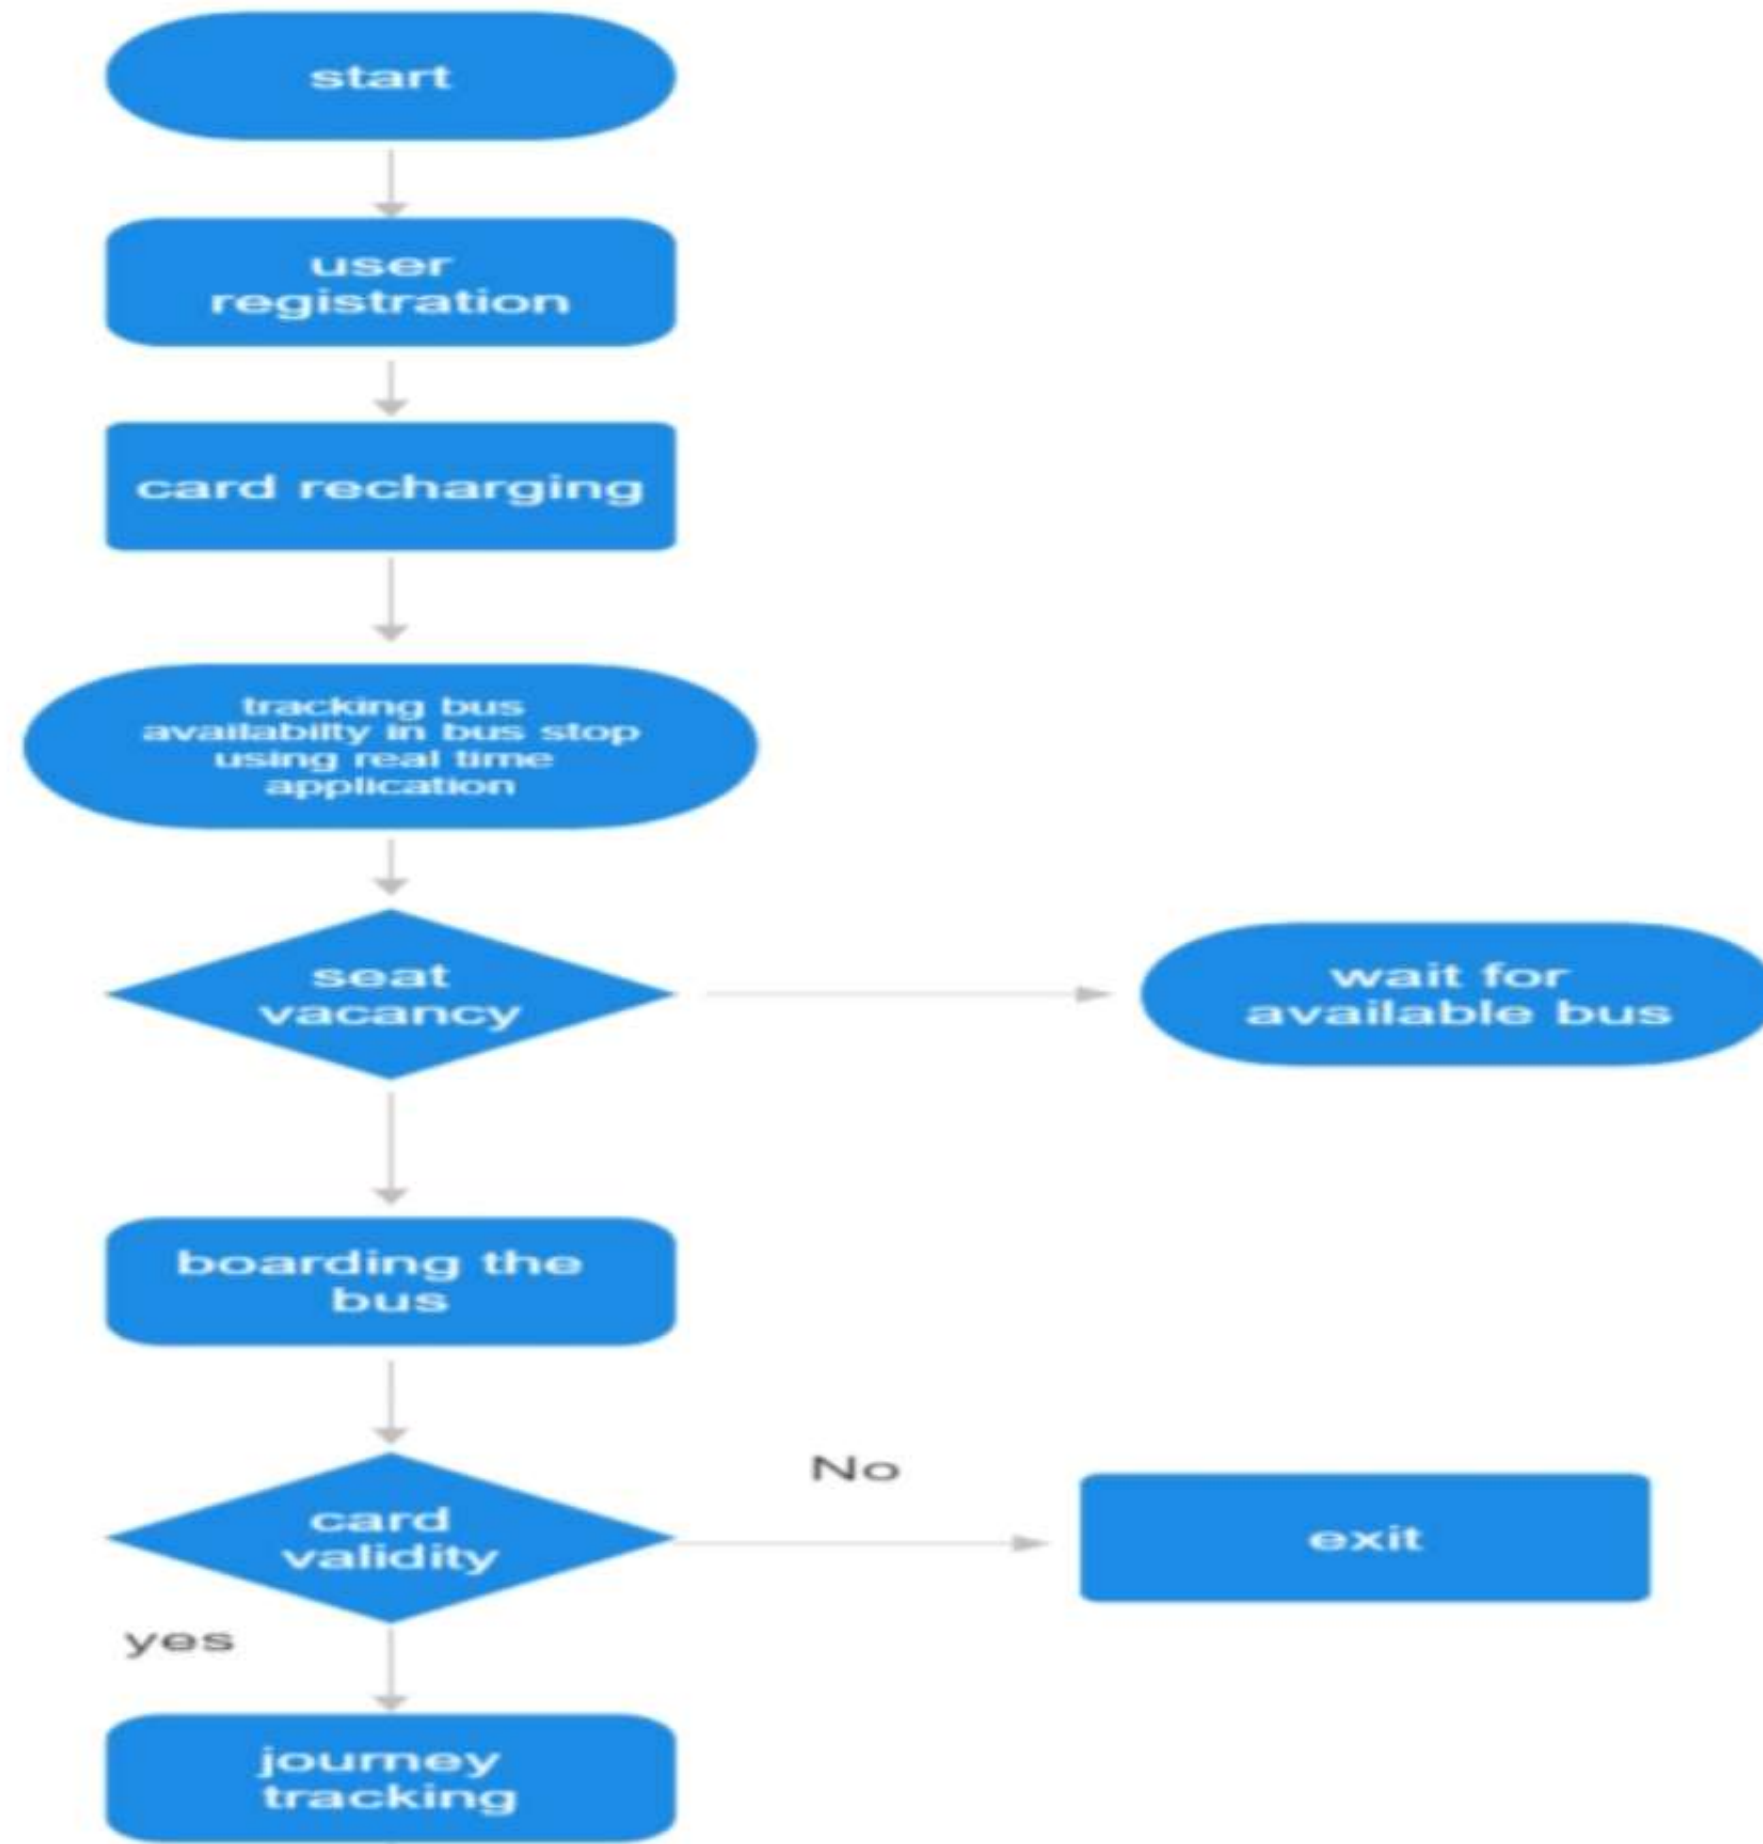 start
user
registration
card recharging
tracking bus
availabilty in bus stop
using real time
application
seat
vacancy
wait for
available bus
boarding the
bus
card
validity
No
exit
yes
journey
tracking